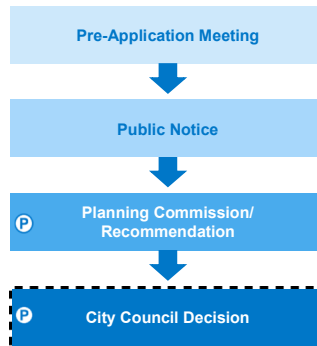 Pre-Application Meeting
Public Notice
P
Planning Commission/
Recommendation
P
City Council Decision